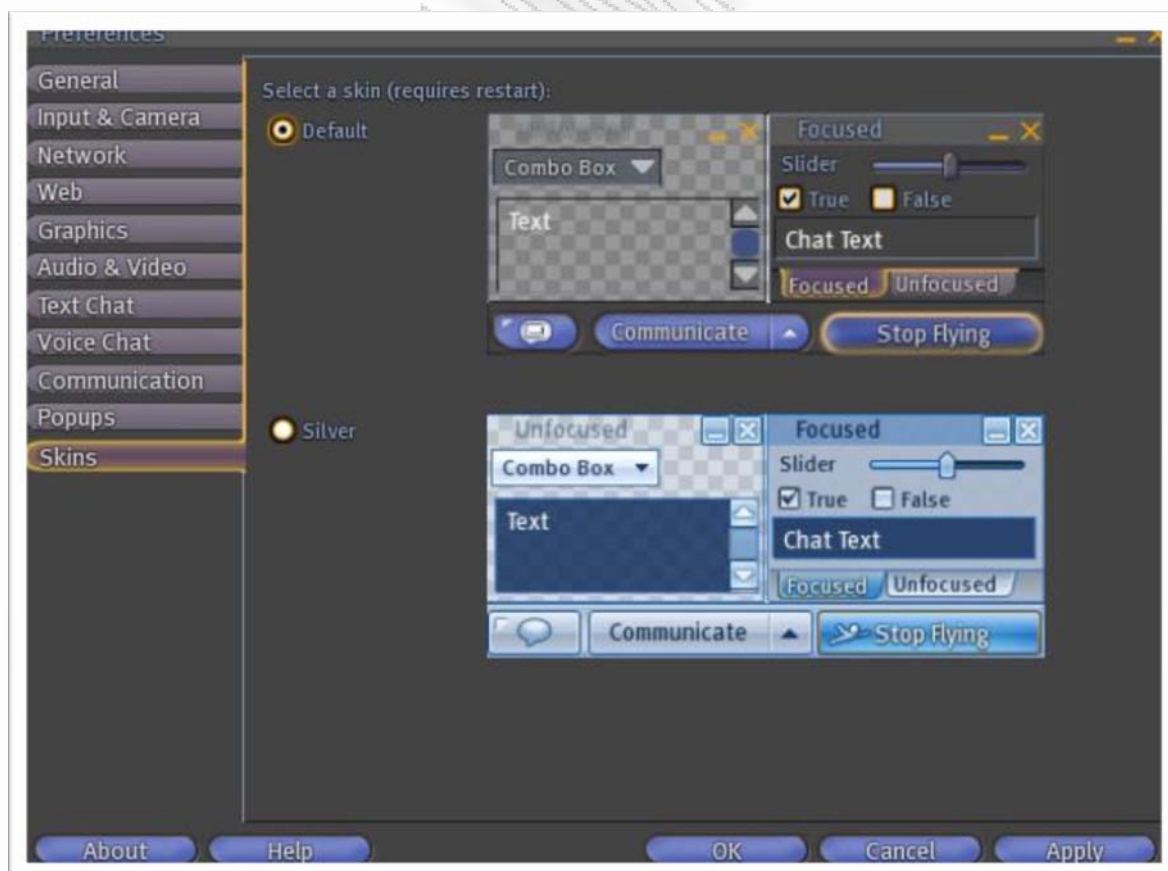 Preferences
General
Input & Camera
Network
Web
Graphics
Audio & Video
Text Chat
Voice Chat
Communication
Popups
Skins
Select a skin (requires restart):
Default
Combo Box
Text
Focused
Slider
True False
Chat Text
Focused Unfocused
Communicate Stop Flying
Silver
Unfocused
Combo Box
Text
Focused
Slider
True False
Chat Text
Focused Unfocused
Communicate Stop Flying
About Help OK Cancel Apply